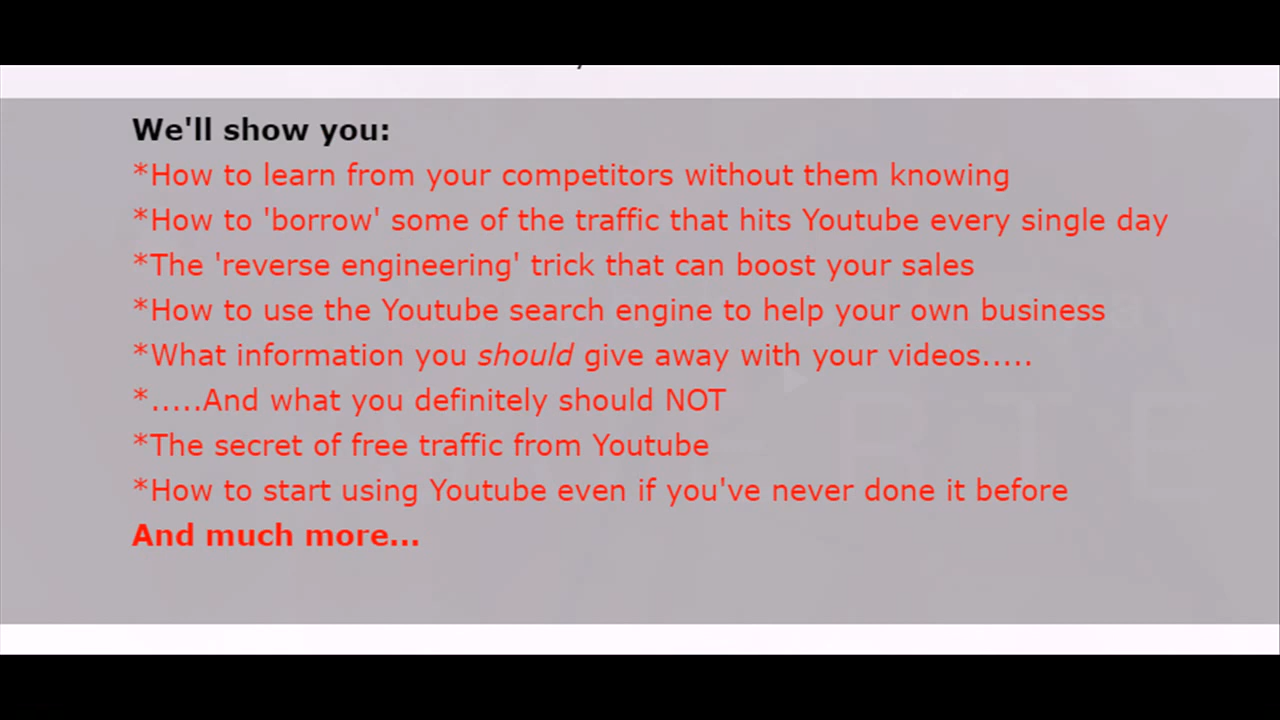 We'll show you:
*How to learn from your competitors without them knowing
*How to 'borrow' some of the traffic that hits Youtube every single day
*The 'reverse engineering' trick that can boost your sales
*How to use the Youtube search engine to help your own business
*What information you should give away with your videos.....
*.....And what you definitely should NOT
*The secret of free traffic from Youtube
*How to start using Youtube even if you've never done it before
And much more...